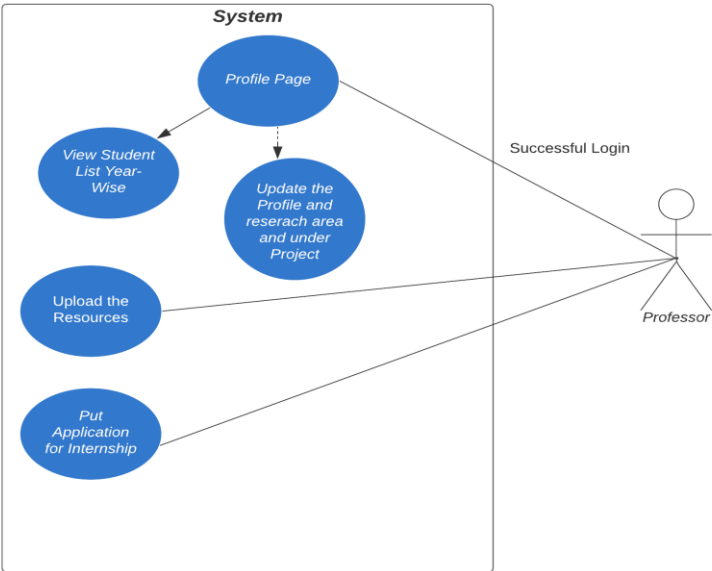 System
Profile Page
Successful Login
View Student
List Year-
Wise
Update the
Profile and
reserach area
and under
Project
Upload the
Resources
Professor
Put
Application
for Internship